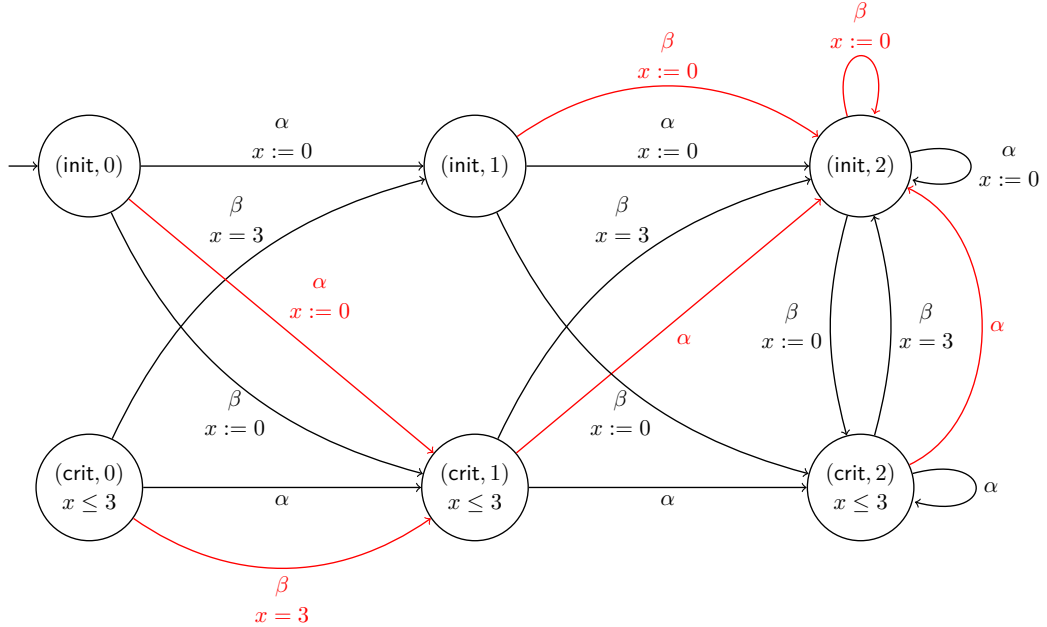 β
x := 0
β
x := 0
α
x := 0
α
x := 0
(init, 0)
(init, 1)
(init, 2)
α
x := 0
β
x = 3
β
x = 3
α
x := 0
β
x := 0
β
x = 3
α
α
β
x := 0
β
x := 0
(crit, 0)
x ≤ 3
α
(crit, 1)
x ≤ 3
α
(crit, 2)
x ≤ 3
α
β
x = 3